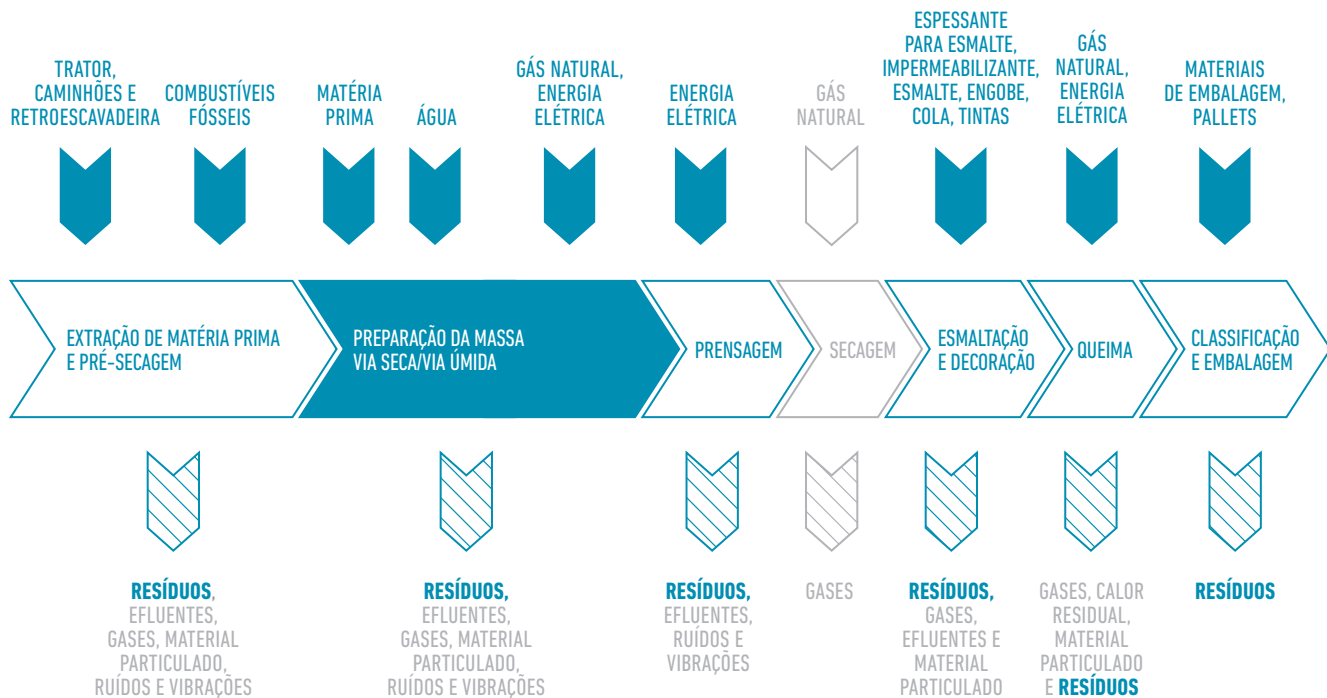 TRATOR,
CAMINHÕES E
RETROESCAVADEIRA
COMBUSTÍVEIS
FÓSSEIS
MATÉRIA
PRIMA
ÁGUA
GÁS NATURAL,
ENERGIA
ELÉTRICA
ENERGIA
ELÉTRICA
GÁS
NATURAL
ESPESSANTE
PARA ESMALTE,
IMPERMEABILIZANTE,
ESMALTE, ENGOBE,
COLA, TINTAS
GÁS
NATURAL,
ENERGIA
ELÉTRICA
MATERIAIS
DE EMBALAGEM,
PALLETS
EXTRAÇÃO DE MATÉRIA PRIMA
E PRÉ-SECAGEM
PREPARAÇÃO DA MASSA
VIA SECA/VIA ÚMIDA
PRENSAGEM
SECAGEM
ESMALTAÇÃO
E DECORAÇÃO
QUEIMA
CLASSIFICAÇÃO
E EMBALAGEM
RESÍDUOS,
EFLUENTES,
GASES, MATERIAL
PARTICULADO,
RUÍDOS E VIBRAÇÕES
RESÍDUOS,
EFLUENTES,
GASES, MATERIAL
PARTICULADO,
RUÍDOS E VIBRAÇÕES
RESÍDUOS,
EFLUENTES,
RUÍDOS E
VIBRAÇÕES
GASES
RESÍDUOS,
GASES,
EFLUENTES E
MATERIAL
PARTICULADO
GASES, CALOR
RESIDUAL,
MATERIAL
PARTICULADO
E RESÍDUOS
RESÍDUOS